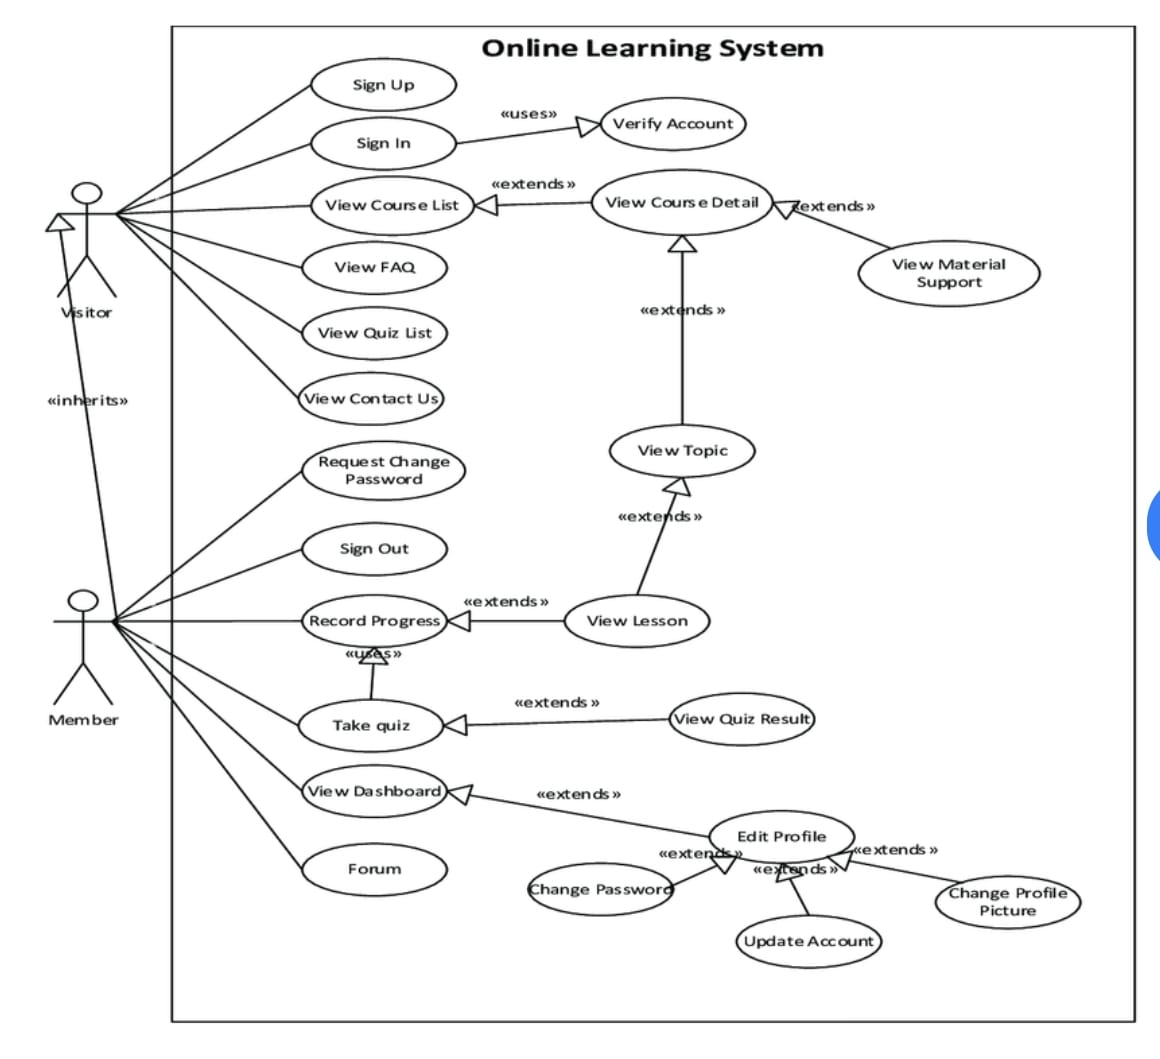 Online Learning System
Sign Up
«uses»
Verify Account
Sign In
«extends»
View Course List
View Course Detail
«extends»
View FAQ
View Material
Support
Visitor
«extends»
View Quiz List
«inherits»
View Contact Us
View Topic
Request Change
Password
«extends»
Sign Out
«extends»
Record Progress
View Lesson
«uses»
«extends»
Member
Take quiz
View Quiz Result
View Dashboard
«extends»
Edit Profile
«extends»
«extends»
«extends»
Forum
Change Password
Change Profile
Picture
Update Account